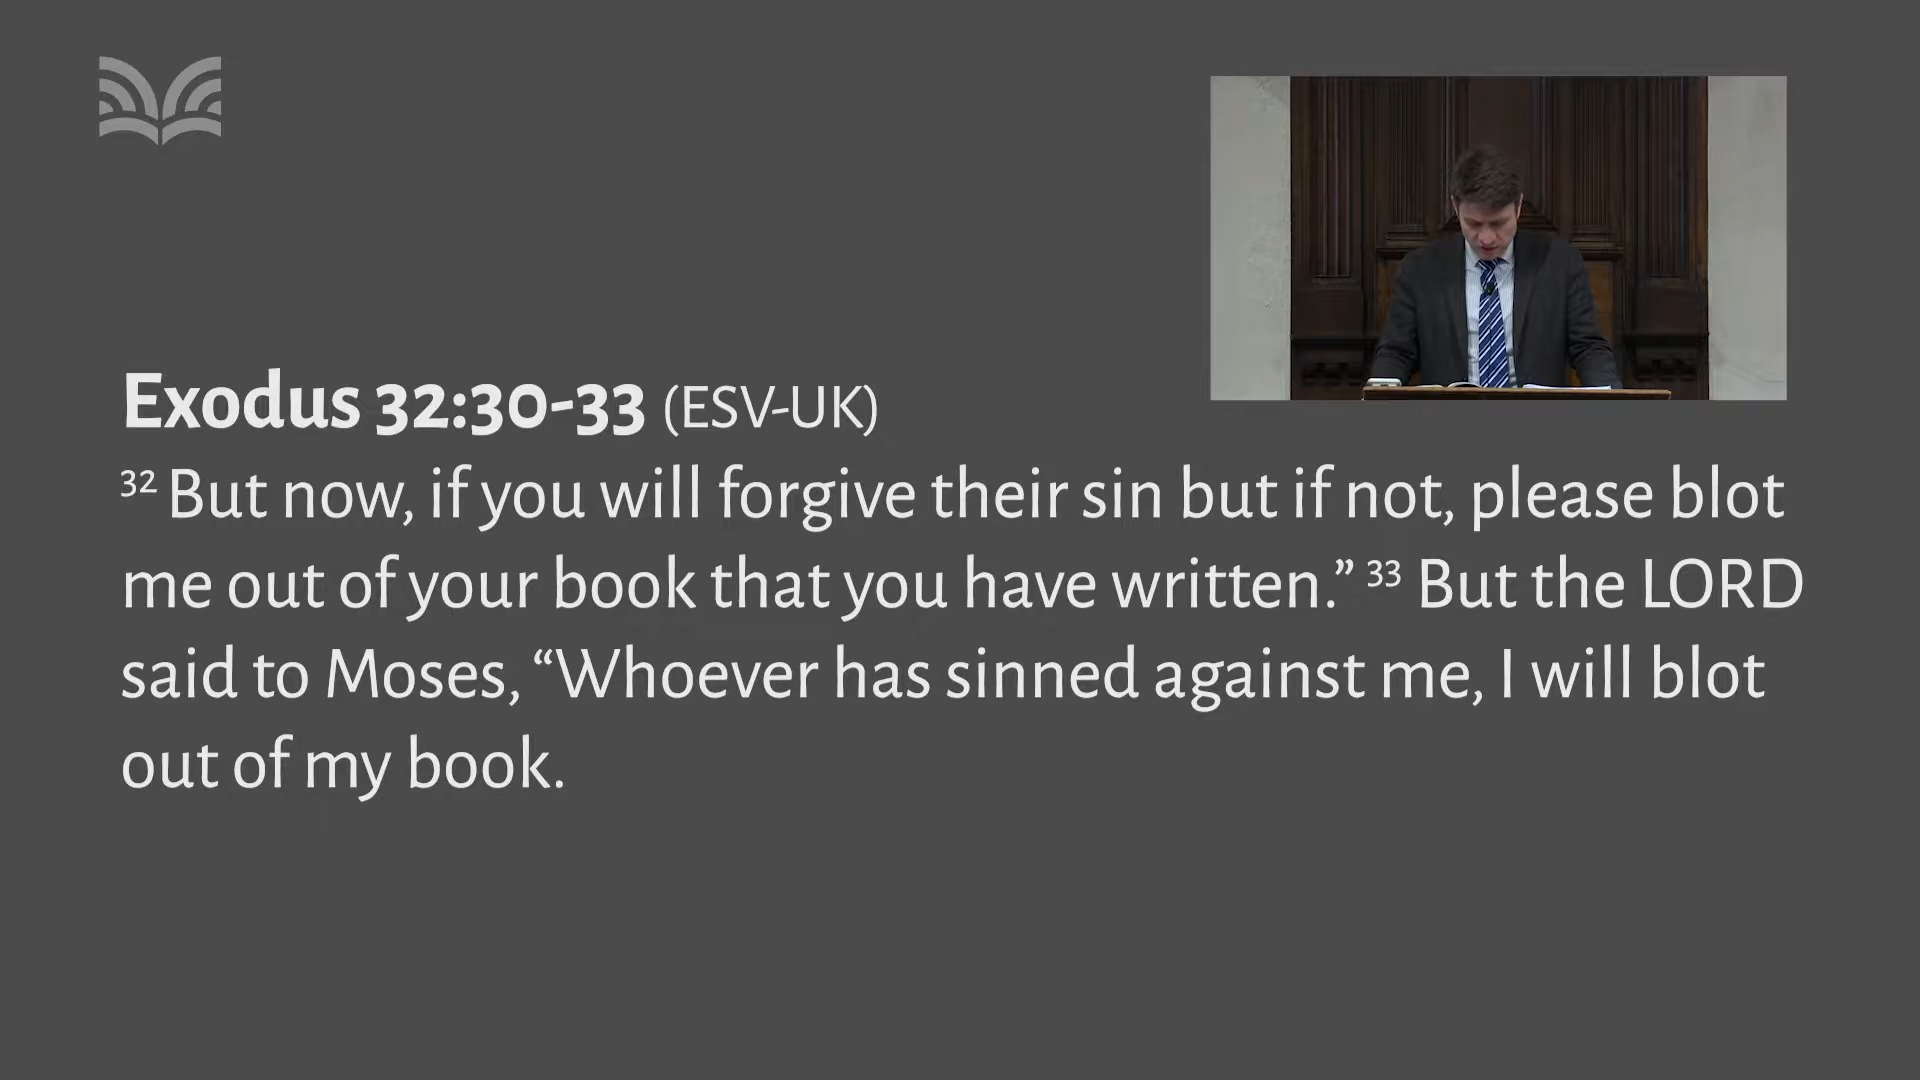 Exodus 32:30-33 (ESV-UK)
32 But now, if you will forgive their sin but if not, please blot
me out of your book that you have written.” 33 But the LORD
said to Moses, “Whoever has sinned against me, I will blot
out of my book.